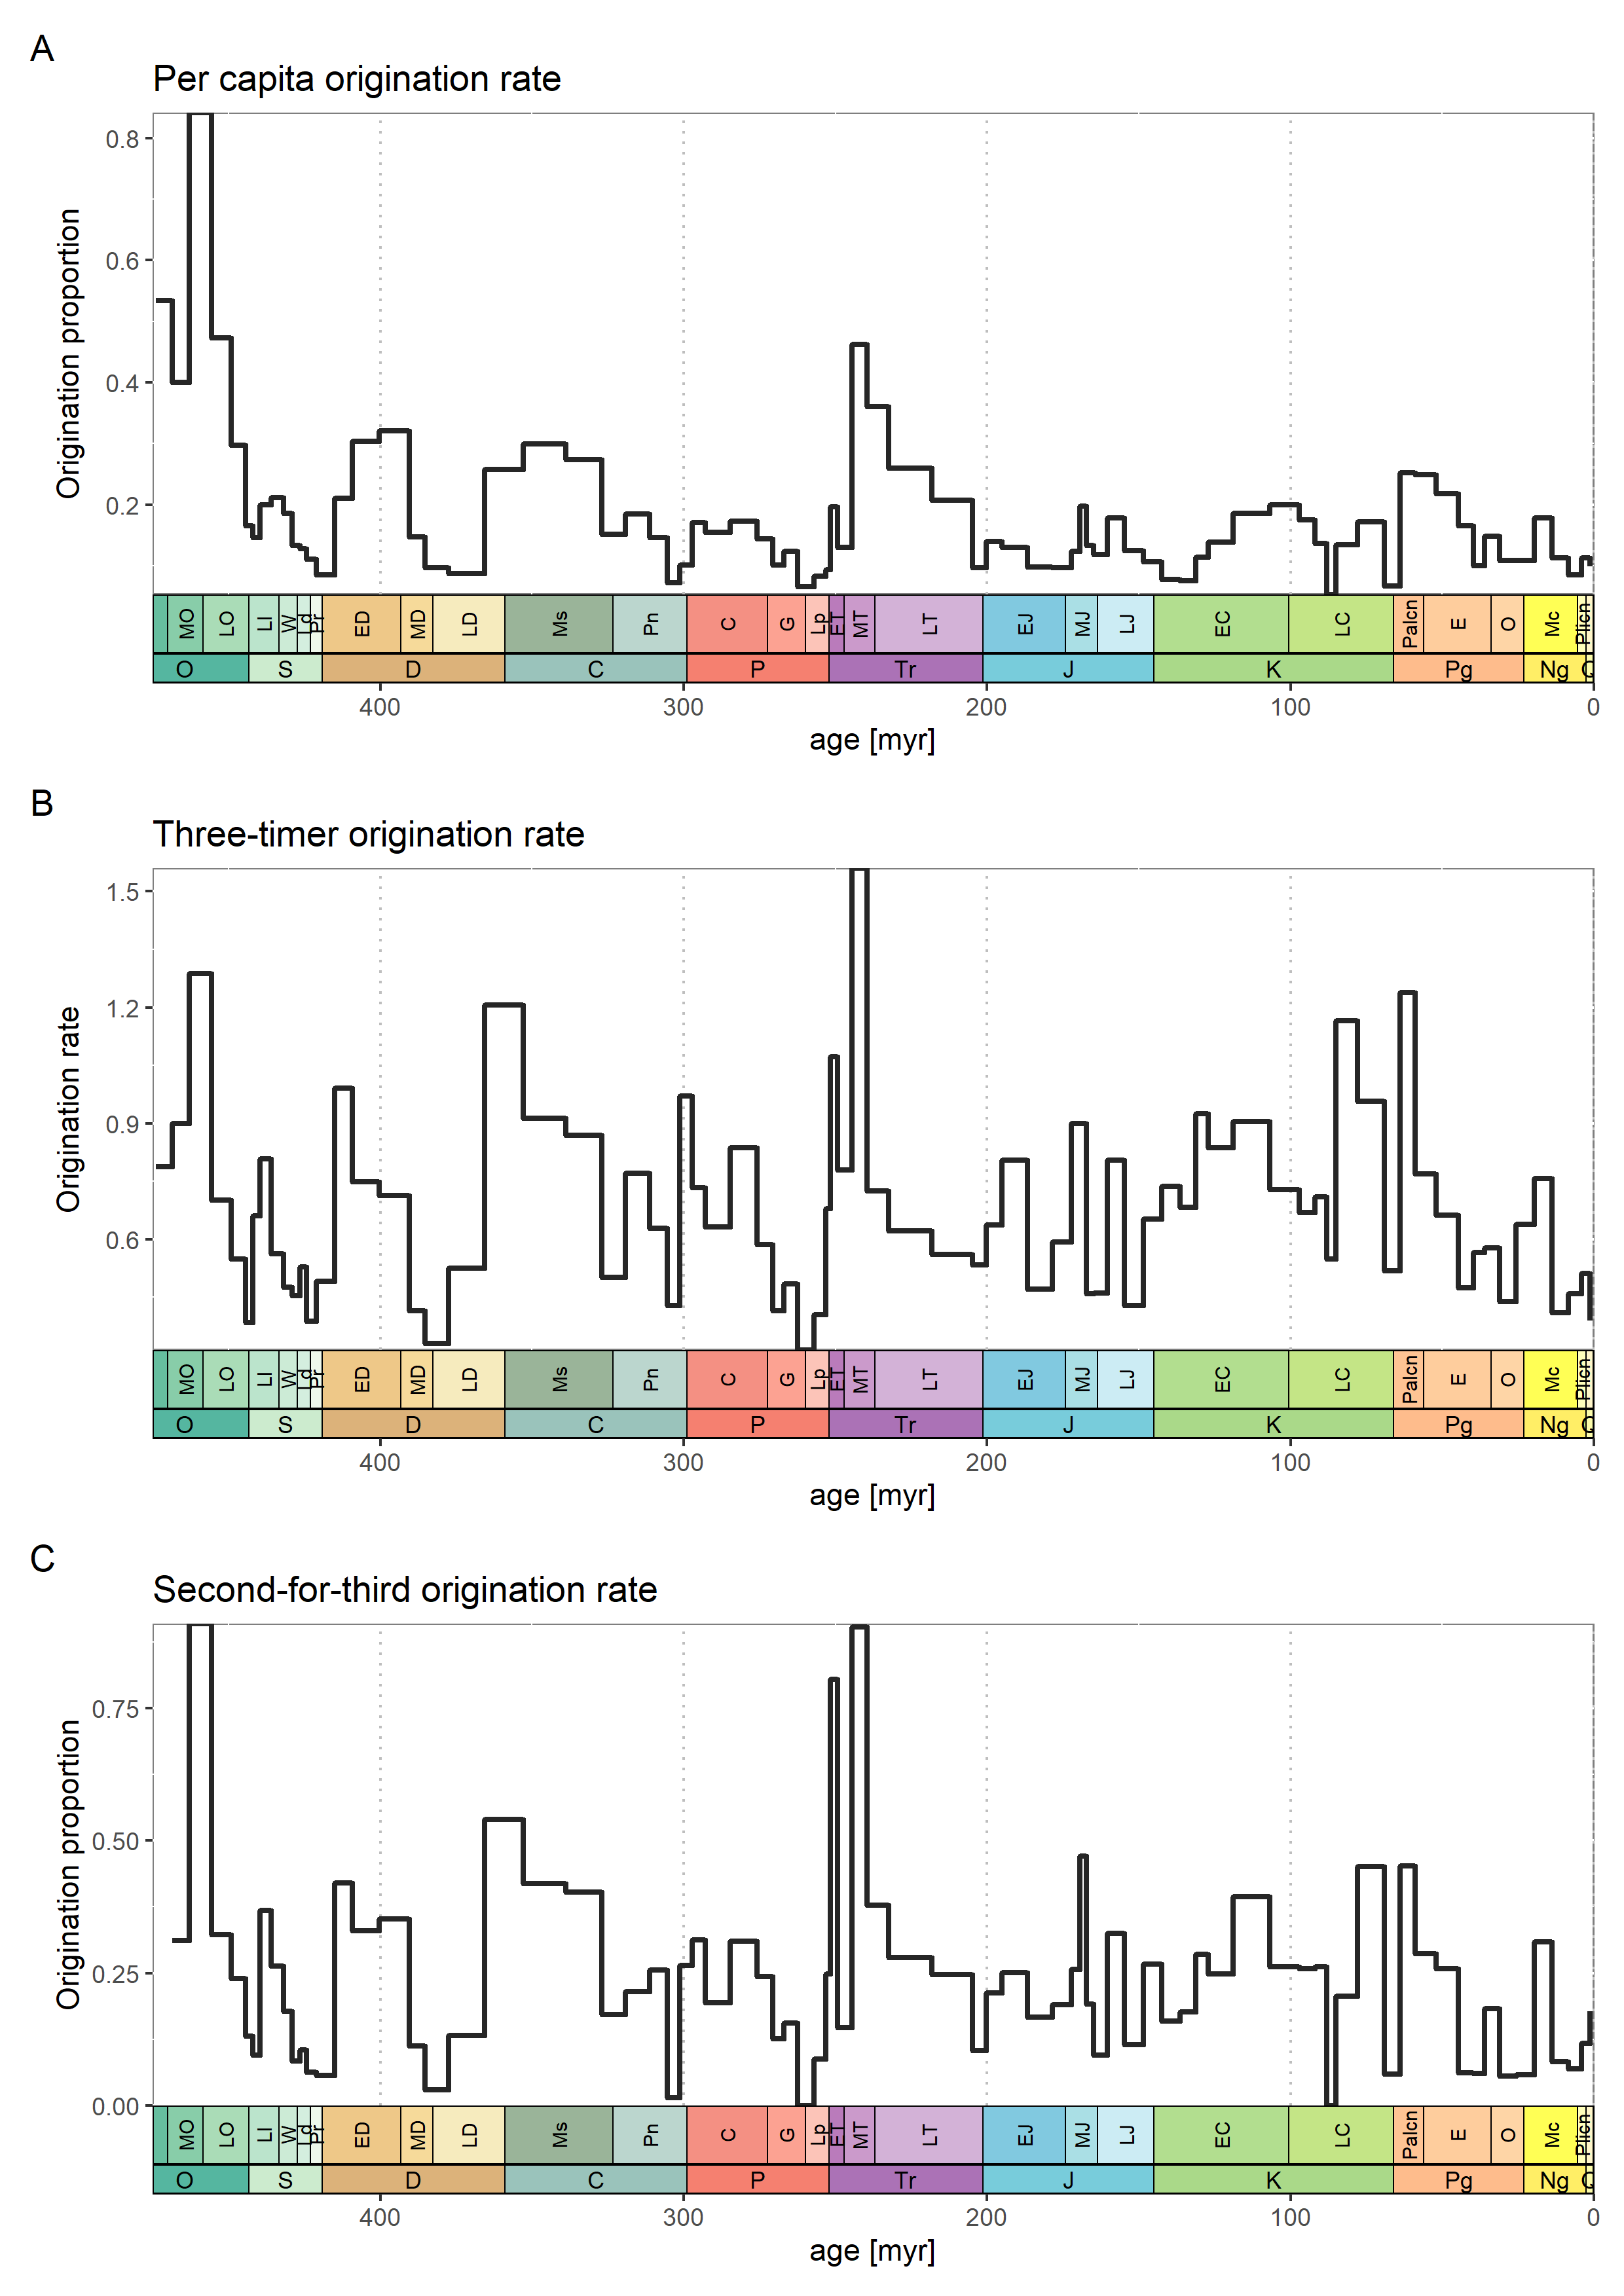 A
Per capita origination rate
Origination proportion
0.8
0.6
0.4
0.2
MO LO Ll W Ld Pr ED MD LD Ms Pn C G Lp ET MT LT EJ MJ LJ EC LC Palcn E O Mc Plicn
O S D C P Tr J K Pg Ng Q
400 300 200 100 0
age [myr]
B
Three-timer origination rate
Origination rate
1.5
1.2
0.9
0.6
MO LO Ll W Ld Pr ED MD LD Ms Pn C G Lp ET MT LT EJ MJ LJ EC LC Palcn E O Mc Plicn
O S D C P Tr J K Pg Ng Q
400 300 200 100 0
age [myr]
C
Second-for-third origination rate
Origination proportion
0.75
0.50
0.25
0.00
MO LO Ll W Ld Pr ED MD LD Ms Pn C G Lp ET MT LT EJ MJ LJ EC LC Palcn E O Mc Plicn
O S D C P Tr J K Pg Ng Q
400 300 200 100 0
age [myr]